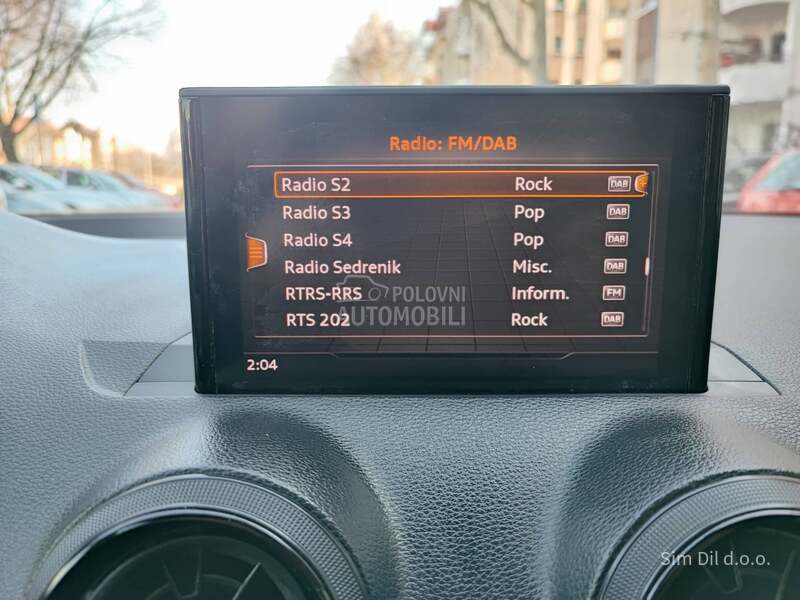 Radio: FM/DAB
Radio S2 Rock DAB
Radio S3 Pop DAB
Radio S4 Pop DAB
Radio Sedrenik Misc. DAB
RTRS-RRS Inform. FM
RTS 202 Rock DAB
POLOVNI
AUTOMOBILI
2:04
Sim Dil d.o.o.